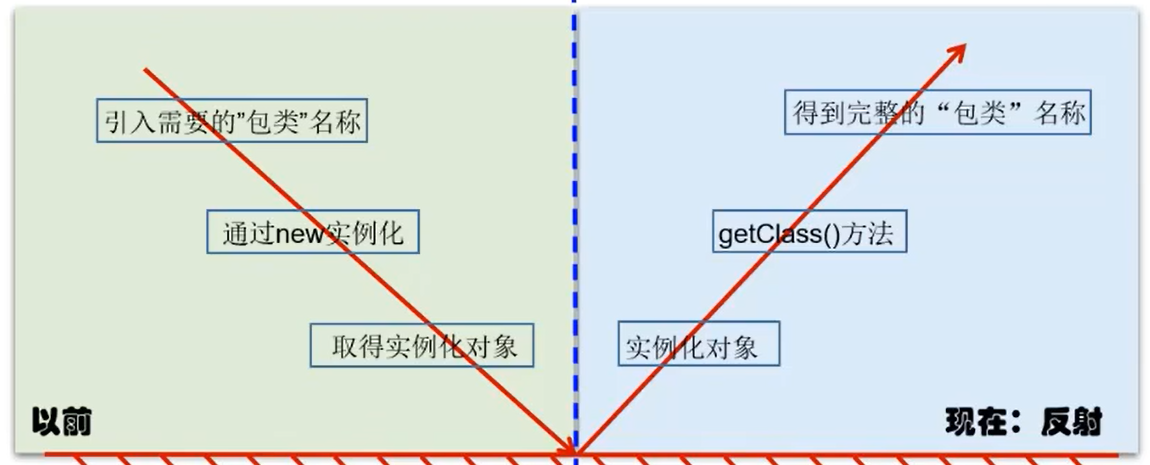 引入需要的”包类”名称
通过new实例化
取得实例化对象
以前
得到完整的“包类”名称
getClass()方法
实例化对象
现在：反射